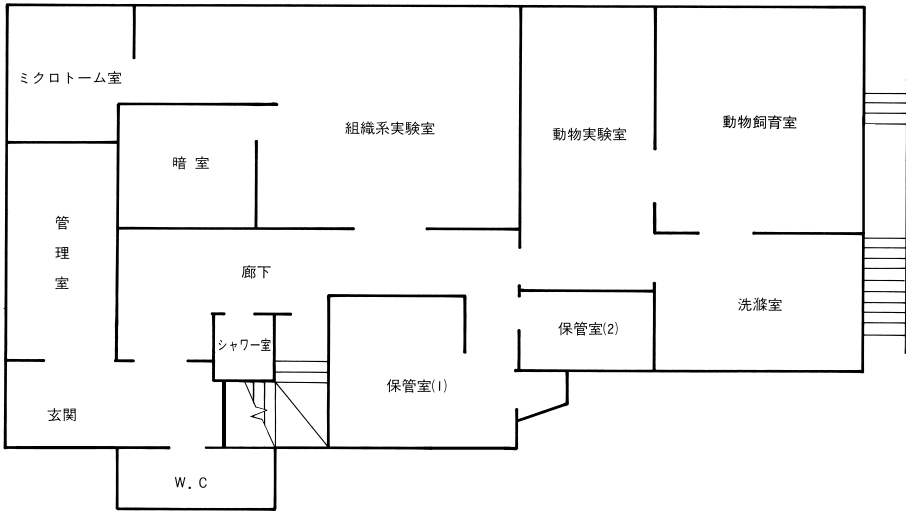 ミクロトーム室
組織系実験室
動物実験室
動物飼育室
暗室
管理室
廊下
洗滌室
シャワー室
保管室(2)
保管室(1)
玄関
W.C